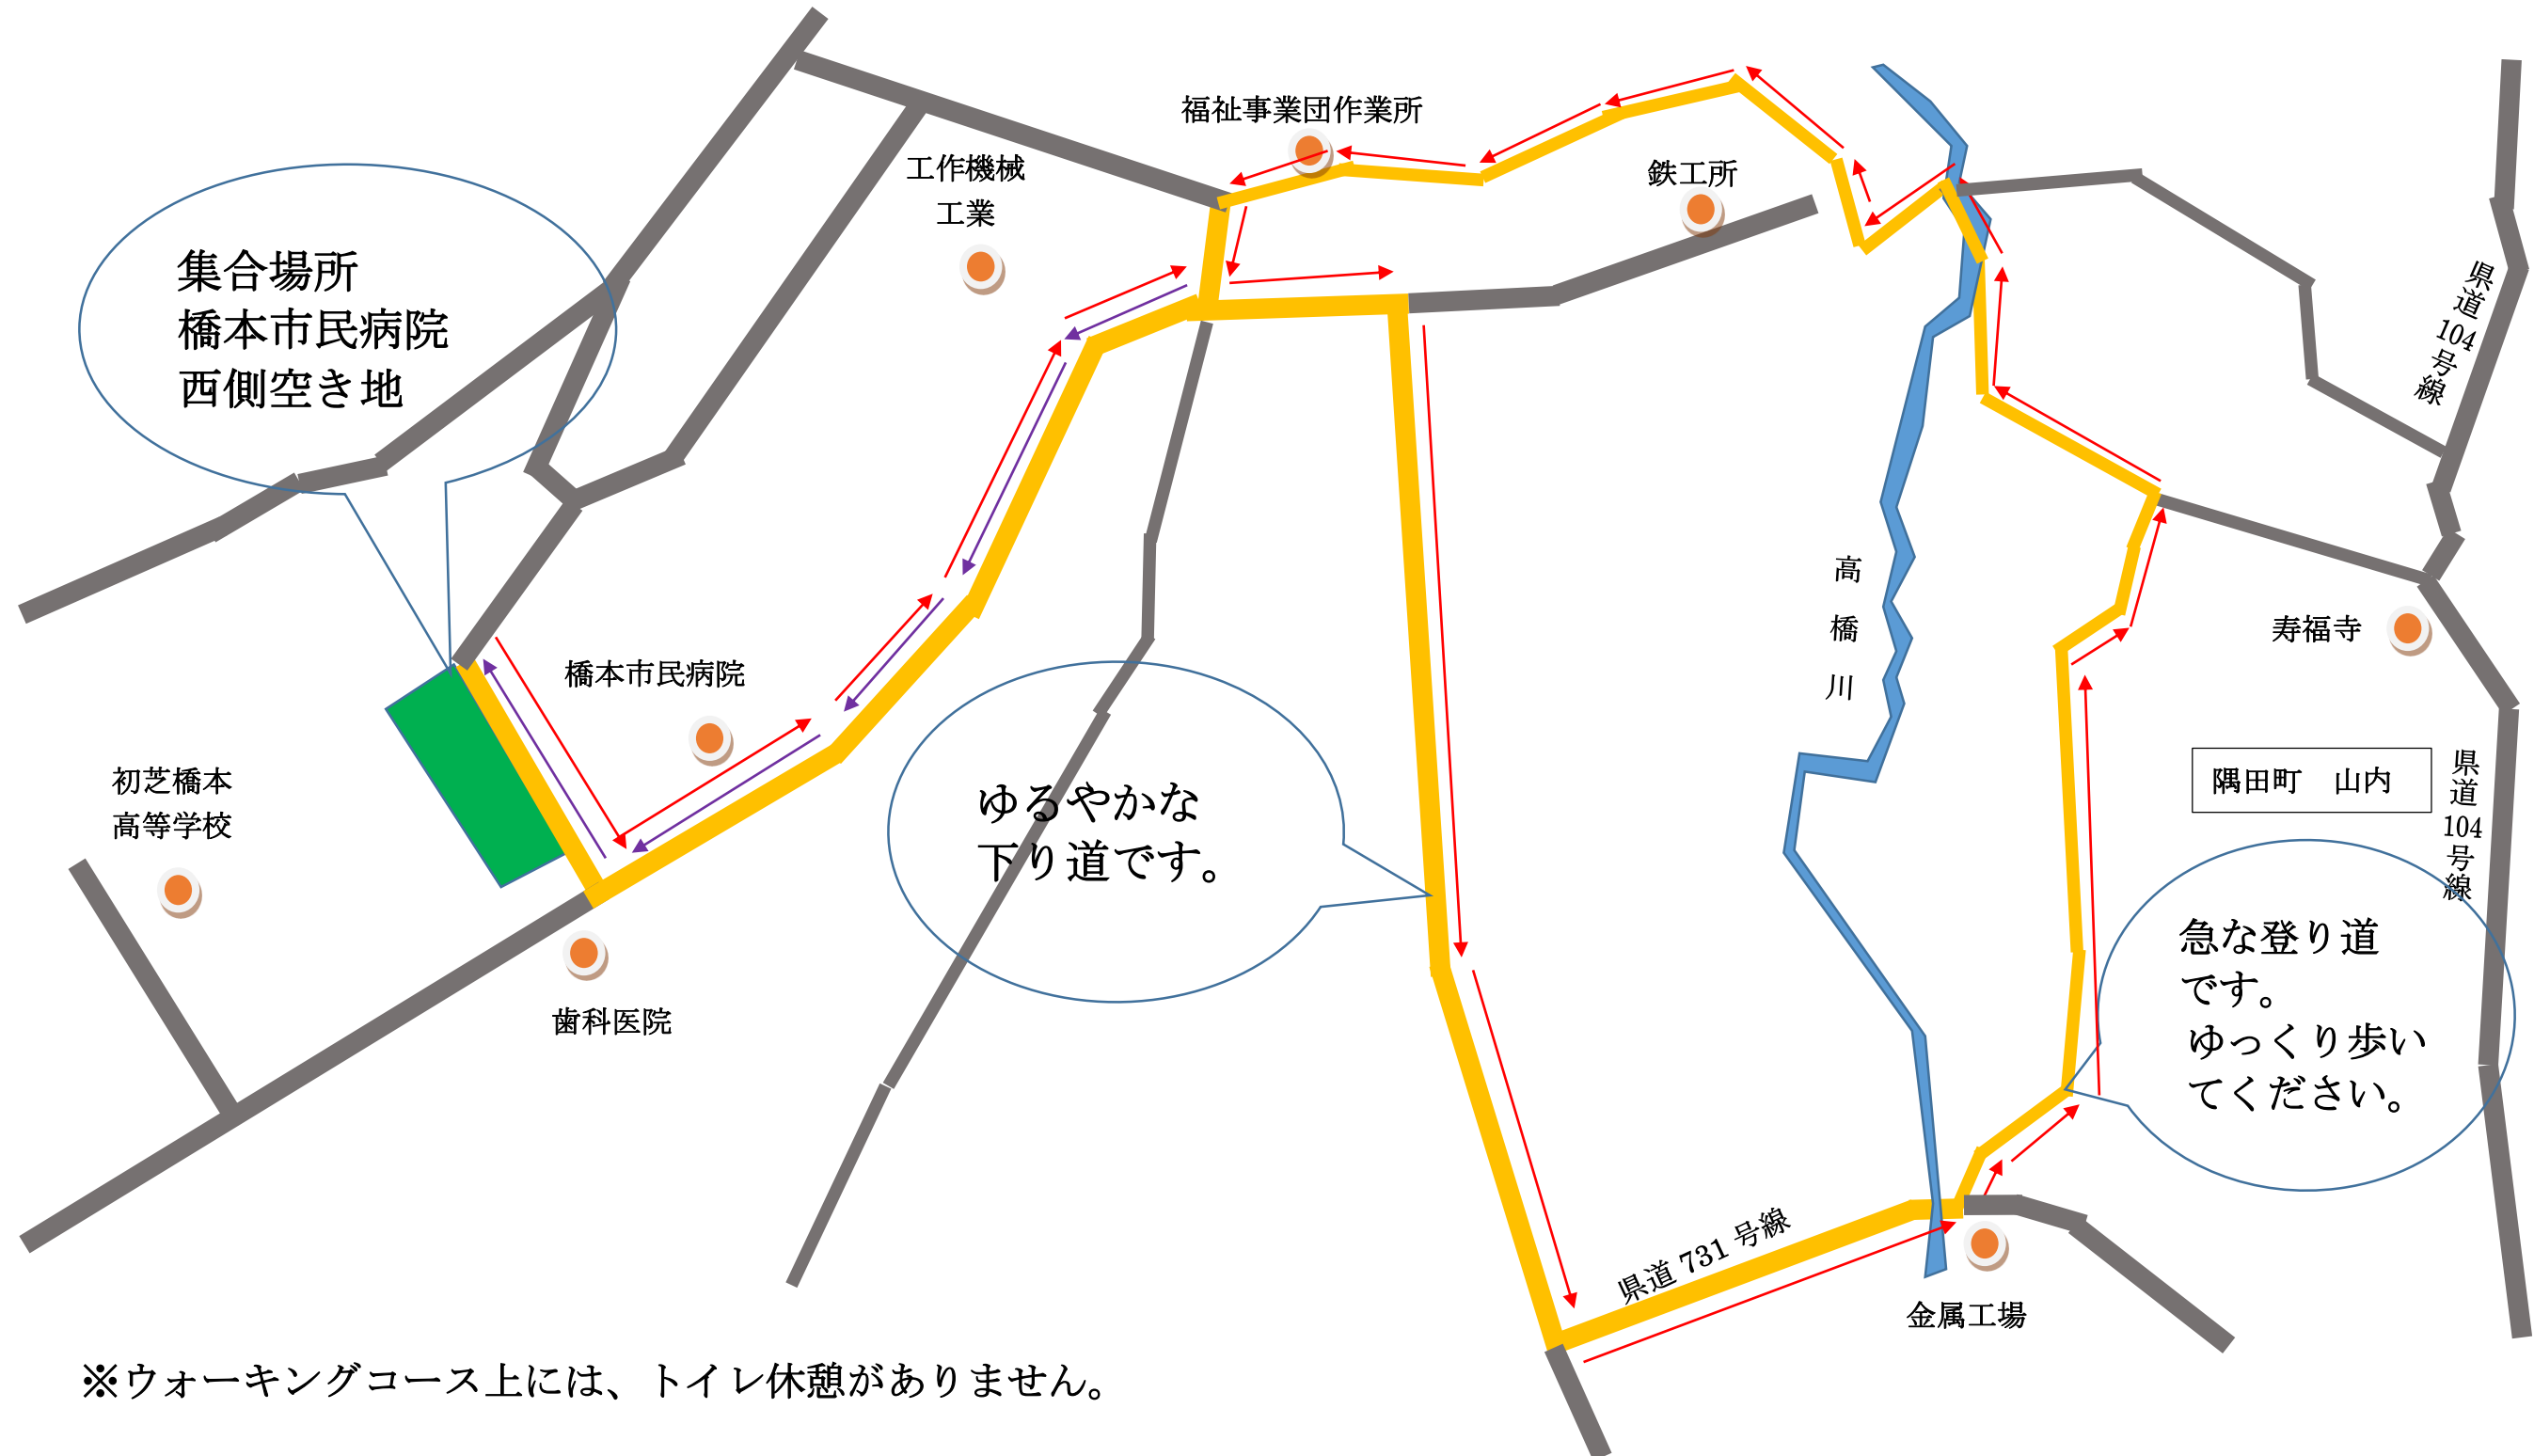 福祉事業団作業所
工作機械
工業
鉄工所
集合場所
橋本市民病院
西側空き地
県道104号線
高橋川
寿福寺
橋本市民病院
初芝橋本
高等学校
ゆるやかな
下り道です。
隅田町　山内
県道104号線
急な登り道
です。
ゆっくり歩い
てください。
歯科医院
県道 731 号線
金属工場
※ウォーキングコース上には、トイレ休憩がありません。